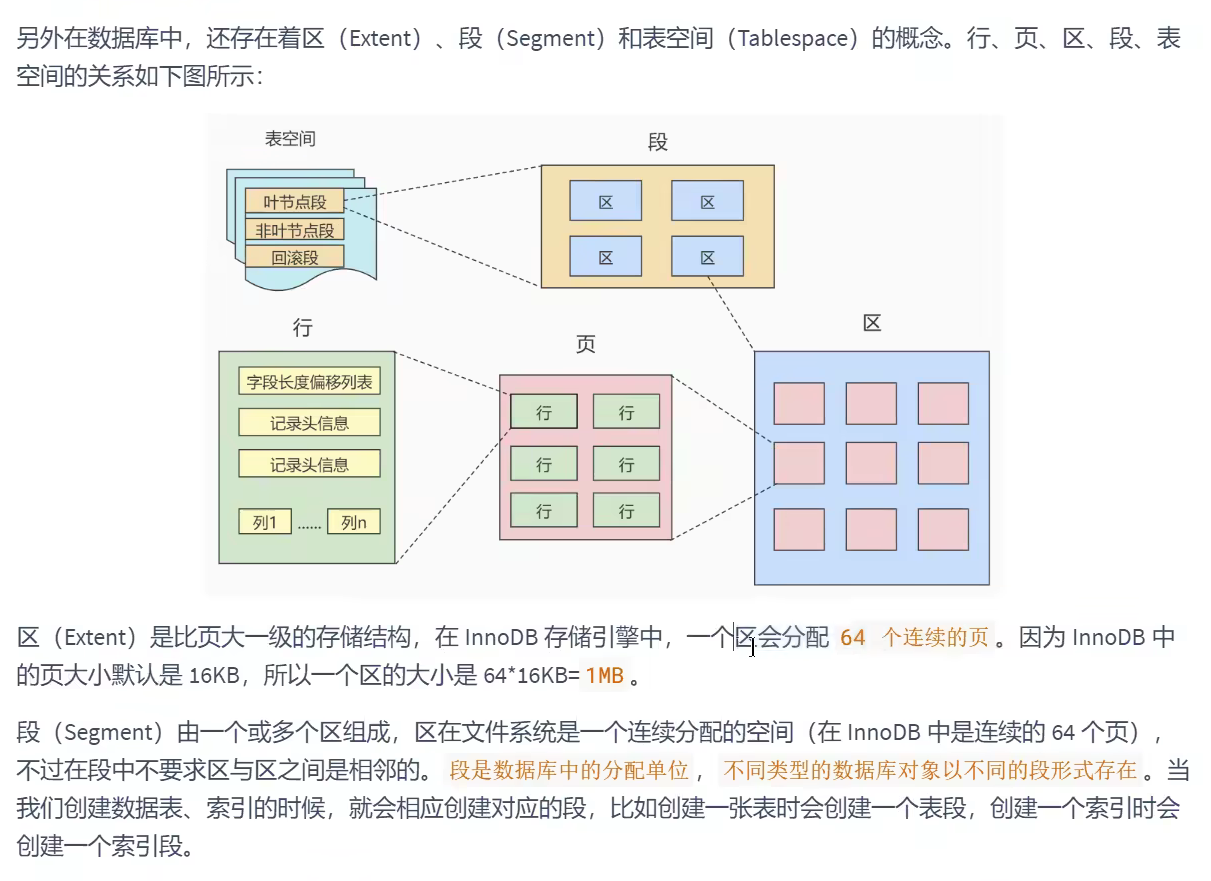 另外在数据库中，还存在着区（Extent）、段（Segment）和表空间（Tablespace）的概念。行、页、区、段、表
空间的关系如下图所示：
表空间
段
叶节点段
非叶节点段
回滚段
区
区
区
区
行
页
区
字段长度偏移列表
记录头信息
记录头信息
列1
......
列n
行
行
行
行
行
行
区（Extent）是比页大一级的存储结构，在 InnoDB 存储引擎中，一个区会分配 64 个连续的页。因为 InnoDB 中
的页大小默认是 16KB，所以一个区的大小是 64*16KB= 1MB。
段（Segment）由一个或多个区组成，区在文件系统是一个连续分配的空间（在 InnoDB 中是连续的 64 个页），
不过在段中不要求区与区之间是相邻的。段是数据库中的分配单位，不同类型的数据库对象以不同的段形式存在。当
我们创建数据表、索引的时候，就会相应创建对应的段，比如创建一张表时会创建一个表段，创建一个索引时会
创建一个索引段。